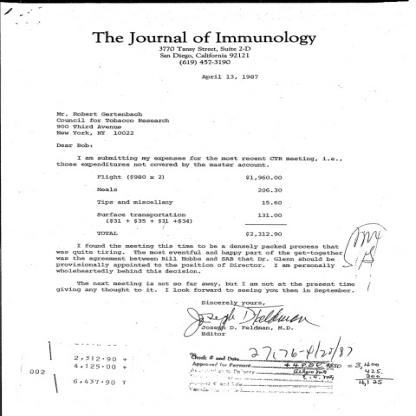 The Journal of Immunology
3770 Tansy Street, Suite 2-D
San Diego, California 92121
(619) 457-3190
April 13, 1987
Mr. Robert Gertenbach
Council for Tobacco Research
900 Third Avenue
New York, NY 10022
Dear Bob:
I am submitting my expenses for the most recent CTR meeting, i.e.,
those expenditures not covered by the master account.
Flight ($980 x 2) $1,960.00
Meals 206.30
Tips and miscellany 15.60
Surface transportation 131.00
($31 + $35 + $31 +$34)
TOTAL $2,312.90
I found the meeting this time to be a densely packed process that
was quite tiring. The most eventful and happy part of the get-together
was the agreement between Bill Hobbs and SAB that Dr. Glenn should be
provisionally appointed to the position of Director. I am personally
wholeheartedly behind this decision.
The next meeting is not so far away, but I am not at the present time
giving any thought to it. I look forward to seeing you then in September.
Sincerely yours,
Joseph D. Feldman
Joseph D. Feldman, M.D.
Editor
Check # and Date
Approved for Payment
2,312.90 +
4,125.00 +
6,437.90 T
002
425.
4,125